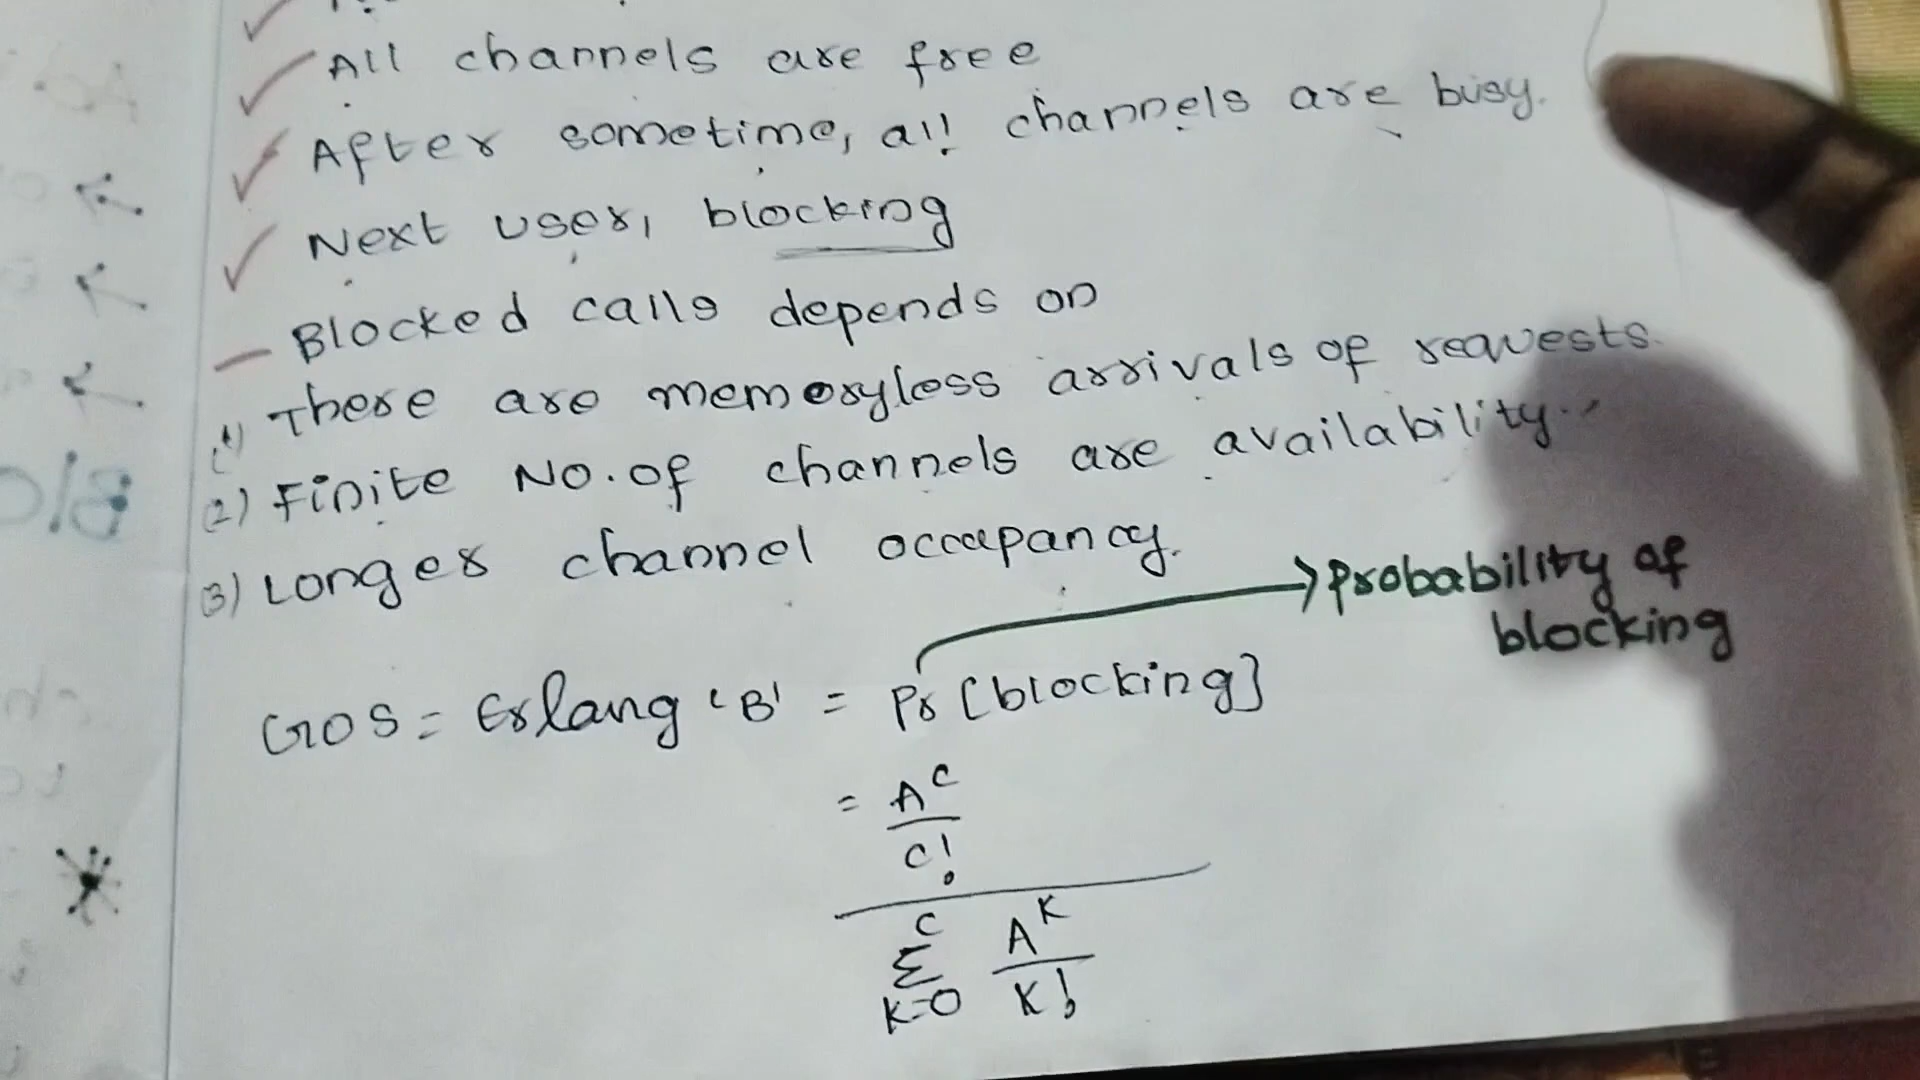 All channels are free
After sometime, all channels are busy.
Next user, blocking
Blocked calls depends on
(1) There are memoryless arrivals of requests.
(2) Finite No. of channels are availability.
(3) Longer channel occupancy.
→ Probability of
blocking
GOS = Erlang 'B' = Pr [blocking]
= A^C
C!
C
Σ A^K
K=0 K!